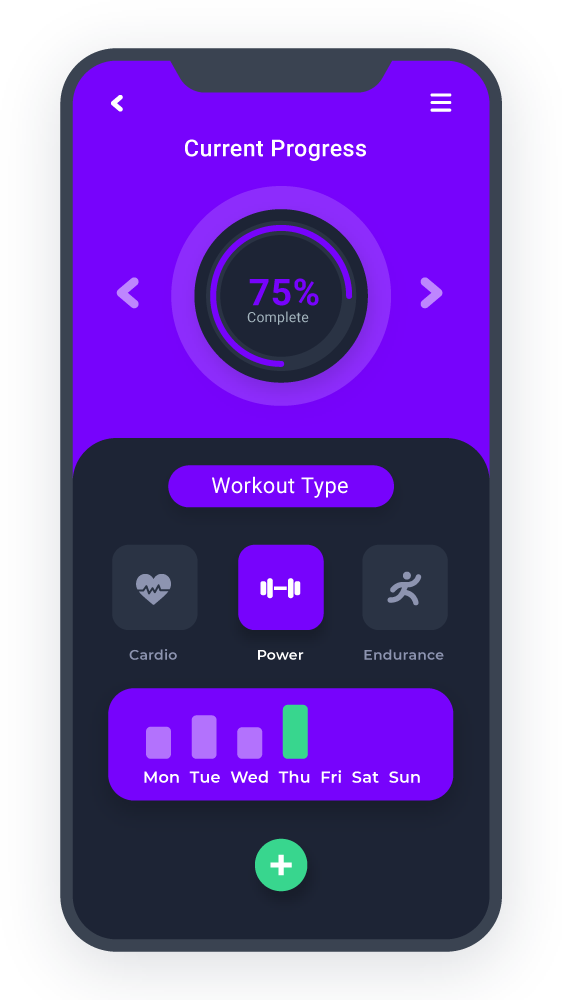 Current Progress
75%
Complete
Workout Type
Cardio Power Endurance
Mon Tue Wed Thu Fri Sat Sun